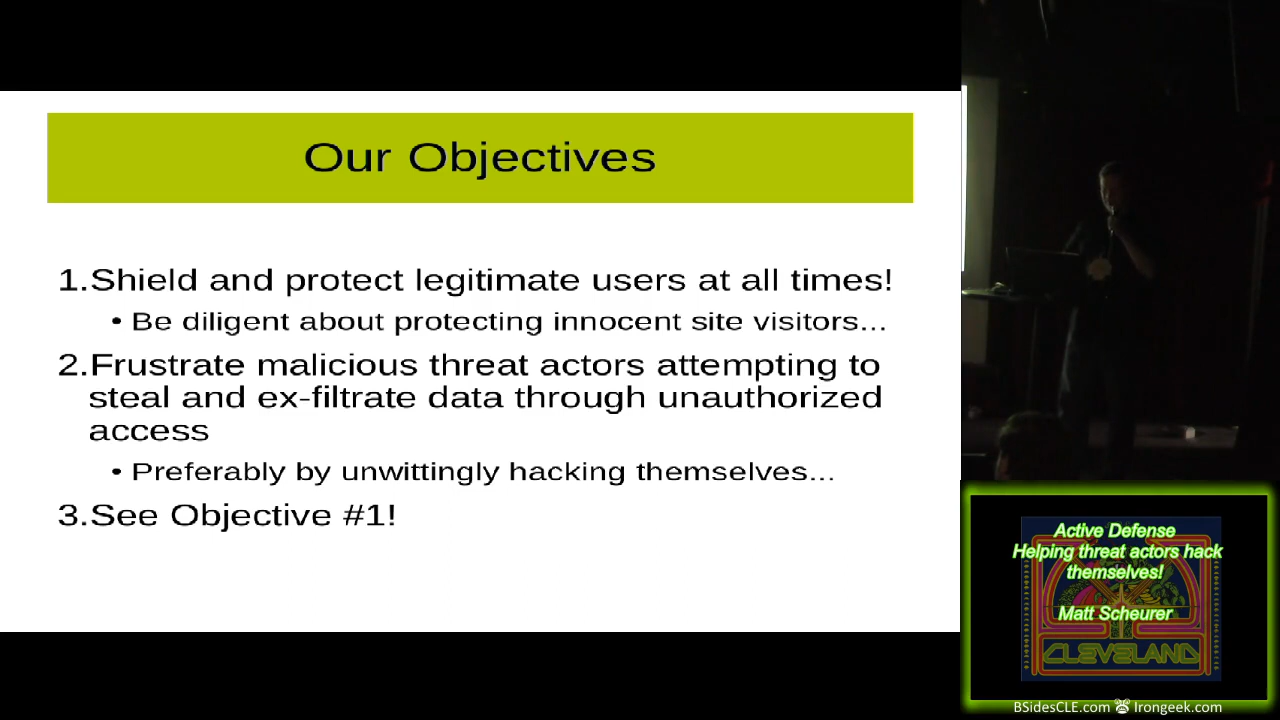 Our Objectives
1.Shield and protect legitimate users at all times!
• Be diligent about protecting innocent site visitors...
2.Frustrate malicious threat actors attempting to
steal and ex-filtrate data through unauthorized
access
• Preferably by unwittingly hacking themselves...
3.See Objective #1!
Active Defense
Helping threat actors hack
themselves!
Matt Scheurer
CLEVELAND
BSidesCLE.com Irongeek.com